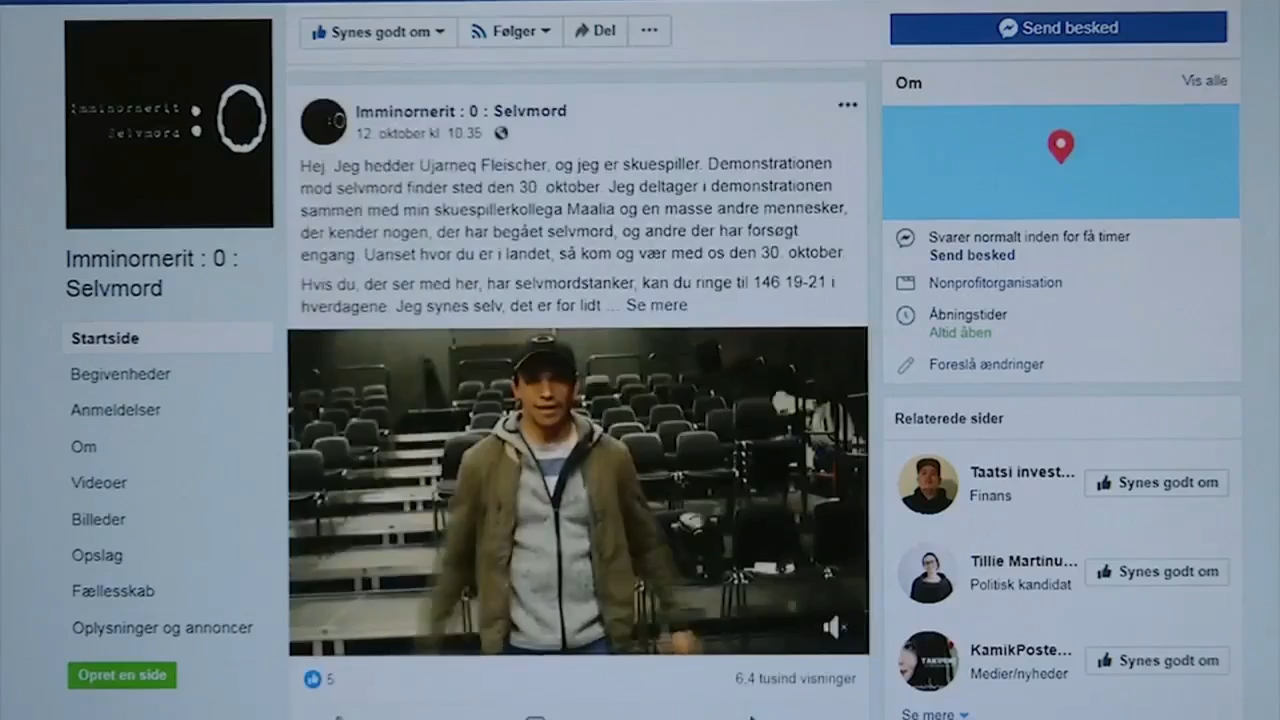 Synes godt om
Følger
Del
Send besked
Imminornerit : 0
Selvmord
Imminornerit : 0 :
Selvmord
Startside
Begivenheder
Anmeldelser
Om
Videoer
Billeder
Opslag
Fællesskab
Oplysninger og annoncer
Opret en side
Imminornerit : 0 : Selvmord
12. oktober kl. 10.35
Hej. Jeg hedder Ujarneq Fleischer, og jeg er skuespiller. Demonstrationen
mod selvmord finder sted den 30. oktober. Jeg deltager i demonstrationen
sammen med min skuespillerkollega Maalia og en masse andre mennesker,
der kender nogen, der har begået selvmord, og andre der har forsøgt
engang. Uanset hvor du er i landet, så kom og vær med os den 30. oktober.
Hvis du, der ser med her, har selvmordstanker, kan du ringe til 146 19-21 i
hverdagene. Jeg synes selv, det er for lidt ... Se mere
5
6.4 tusind visninger
Om
Vis alle
Svarer normalt inden for få timer
Send besked
Nonprofitorganisation
Åbningstider
Altid åben
Foreslå ændringer
Relaterede sider
Taatsi invest...
Finans
Synes godt om
Tillie Martinu...
Politisk kandidat
Synes godt om
KamikPoste...
Medier/nyheder
Synes godt om
Se mere